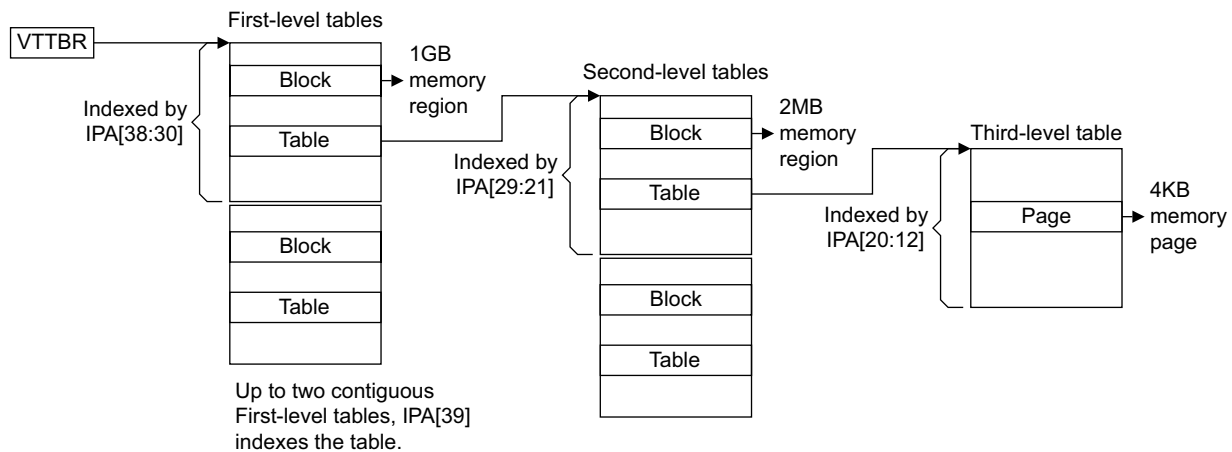 VTTBR
First-level tables
Block
1GB
memory
region
Indexed by
IPA[38:30]
Table
Block
Table
Up to two contiguous
First-level tables, IPA[39]
indexes the table.
Second-level tables
Block
2MB
memory
region
Indexed by
IPA[29:21]
Table
Block
Table
Third-level table
Indexed by
IPA[20:12]
Page
4KB
memory
page